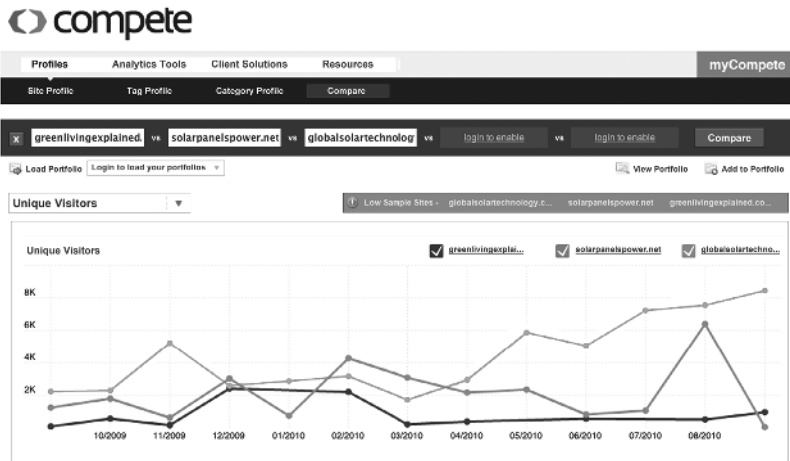 compete
Profiles Analytics Tools Client Solutions Resources myCompete
Site Profile Tag Profile Category Profile Compare
x greenlivingexplained. vs solarpanelspower.net vs globalsolartechnolog vs login to enable vs login to enable Compare
Load Portfolio Login to load your portfolios View Portfolio Add to Portfolio
Unique Visitors Low Sample Sites - globalsolartechnology.c... solarpanelspower.net greenlivingexplained.co...
Unique Visitors greenlivingexplai... solarpanelspower.net globalsolartechno...
8K
6K
4K
2K
10/2009 11/2009 12/2009 01/2010 02/2010 03/2010 04/2010 05/2010 06/2010 07/2010 08/2010